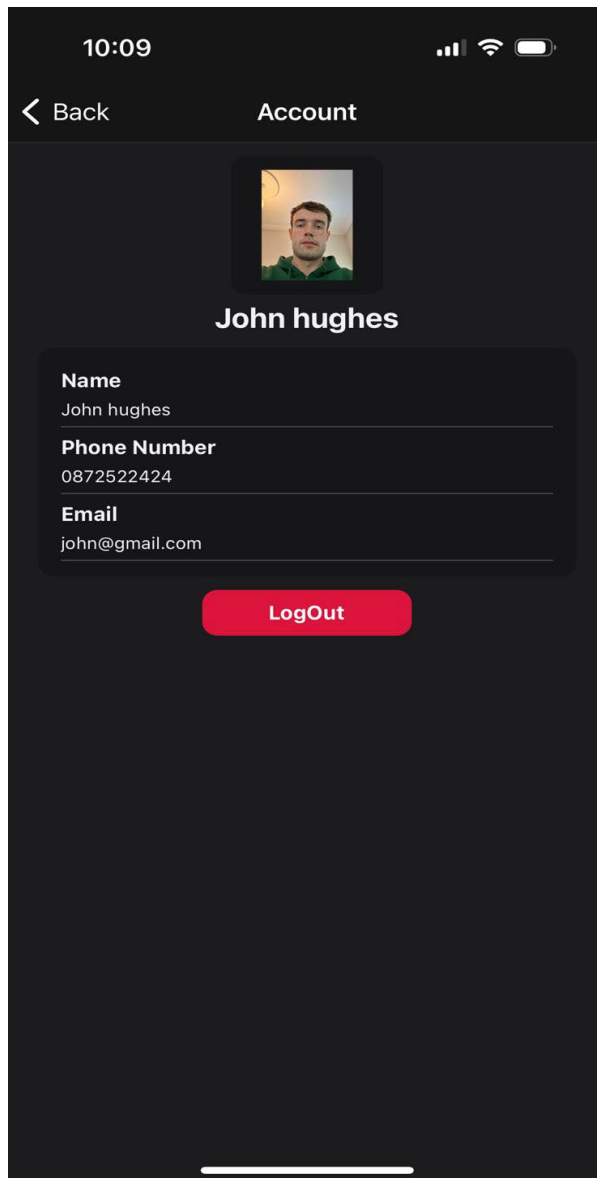 10:09
Back
Account
John hughes
Name
John hughes
Phone Number
0872522424
Email
john@gmail.com
LogOut